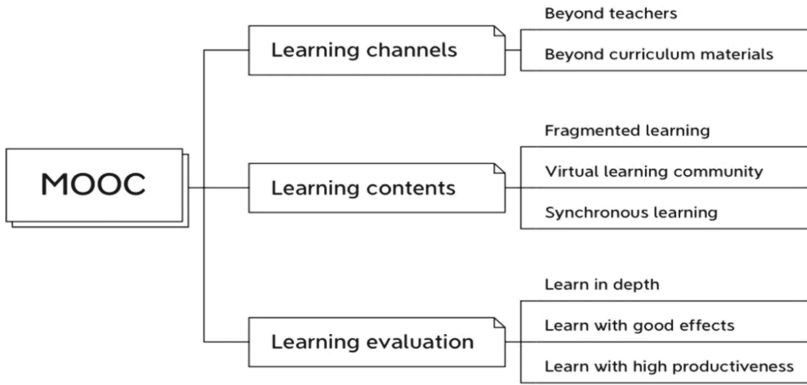 MOOC
Learning channels
Beyond teachers
Beyond curriculum materials
Learning contents
Fragmented learning
Virtual learning community
Synchronous learning
Learning evaluation
Learn in depth
Learn with good effects
Learn with high productiveness